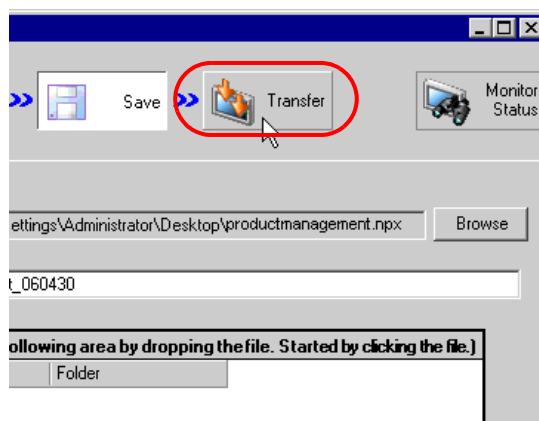 Save
Transfer
Monitor
Status
ettings\Administrator\Desktop\productmanagement.npx
Browse
t_060430
ollowing area by dropping the file. Started by clicking the file.)
Folder